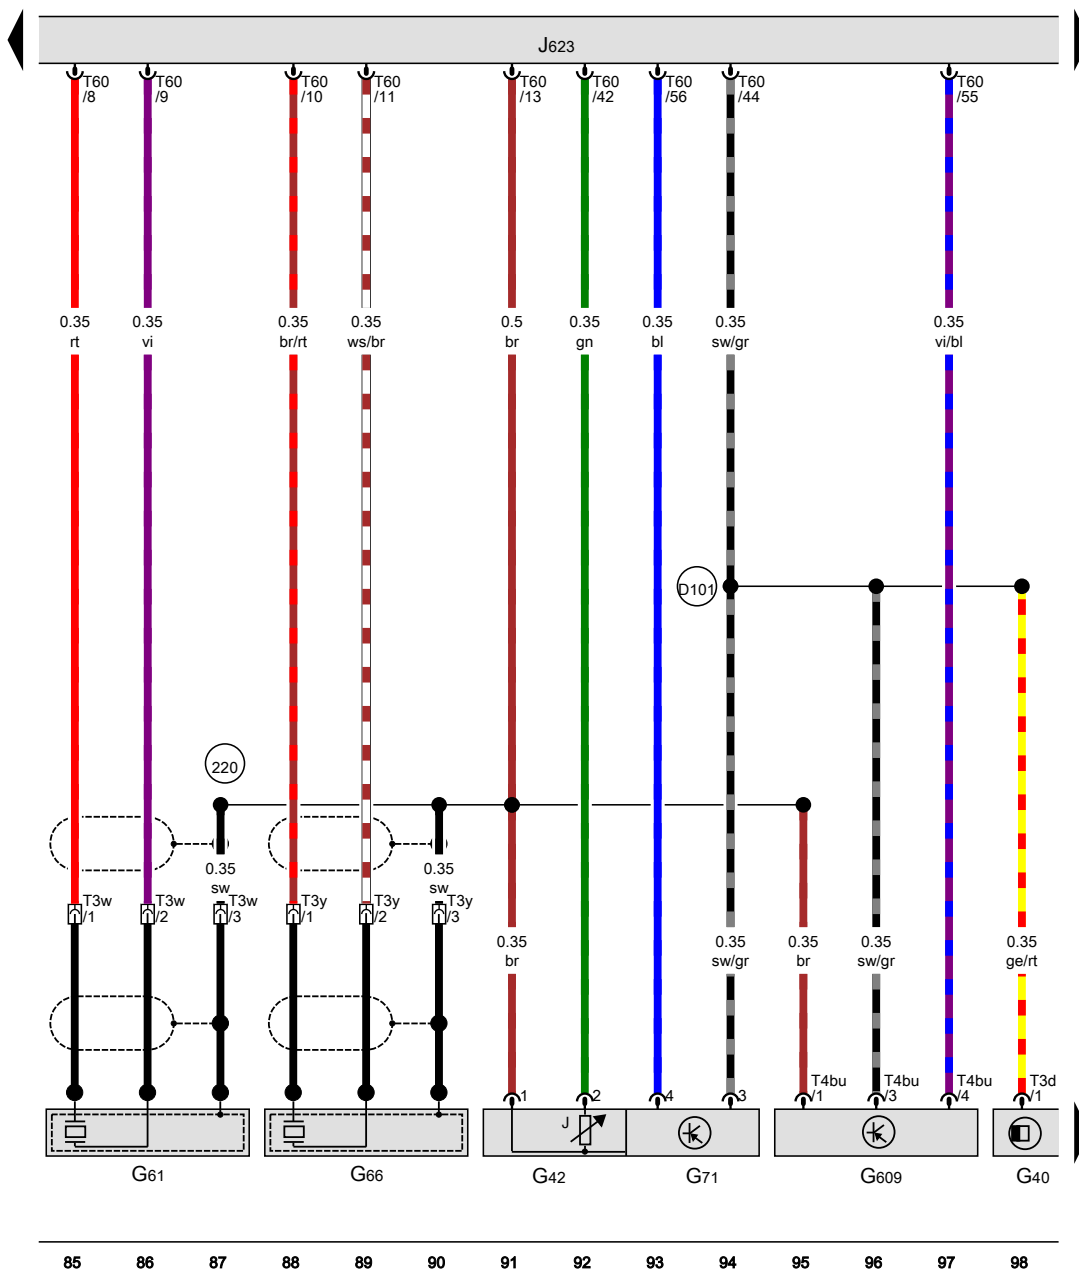 J623
T60 T60 T60 T60 T60 T60 T60 T60 T60
/8 /9 /10 /11 /13 /42 /56 /44 /55
0.35 0.35 0.35 0.35 0.5 0.35 0.35 0.35 0.35
rt vi br/rt ws/br br gn bl sw/gr vi/bl
D101
220
0.35 0.35
sw sw
T3w T3w T3w T3y T3y T3y
/1 /2 /3 /1 /2 /3
0.35 0.35 0.35 0.35 0.35
br sw/gr br sw/gr ge/rt
T4bu T4bu T4bu T3d
1 2 4 3 /1 /3 /4 /1
J
G61 G66 G42 G71 G609 G40
85 86 87 88 89 90 91 92 93 94 95 96 97 98